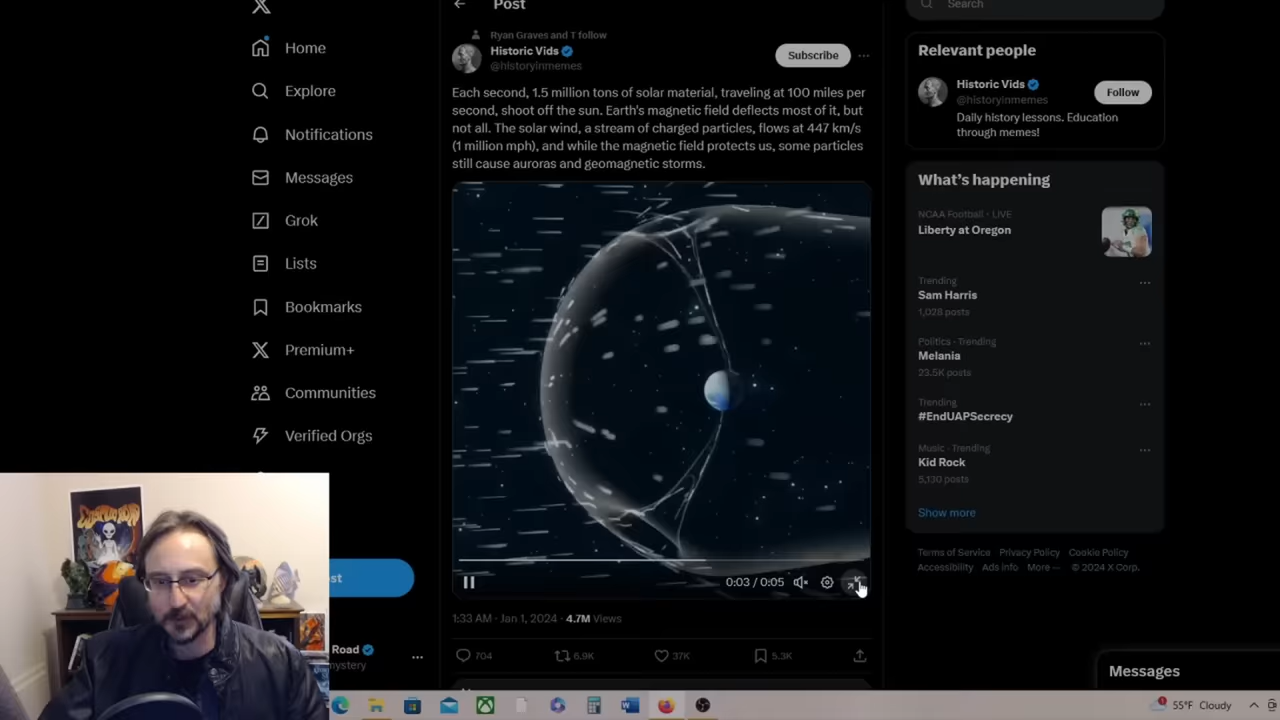 Post
Search
Home
Explore
Notifications
Messages
Grok
Lists
Bookmarks
Premium+
Communities
Verified Orgs
Ryan Graves and T follow
Historic Vids
@historyinmemes
Subscribe
Each second, 1.5 million tons of solar material, traveling at 100 miles per
second, shoot off the sun. Earth's magnetic field deflects most of it, but
not all. The solar wind, a stream of charged particles, flows at 447 km/s
(1 million mph), and while the magnetic field protects us, some particles
still cause auroras and geomagnetic storms.
0:03 / 0:05
1:33 AM · Jan 1, 2024 · 4.7M Views
704
6.9K
37K
5.3K
Relevant people
Historic Vids
@historyinmemes
Follow
Daily history lessons. Education
through memes!
What's happening
NCAA Football · LIVE
Liberty at Oregon
Trending
Sam Harris
1,028 posts
Politics · Trending
Melania
23.5K posts
Trending
#EndUAPSecrecy
Music · Trending
Kid Rock
5,130 posts
Show more
Terms of Service Privacy Policy Cookie Policy
Accessibility Ads info More ··· © 2024 X Corp.
Messages
st
Road
mystery
55°F Cloudy